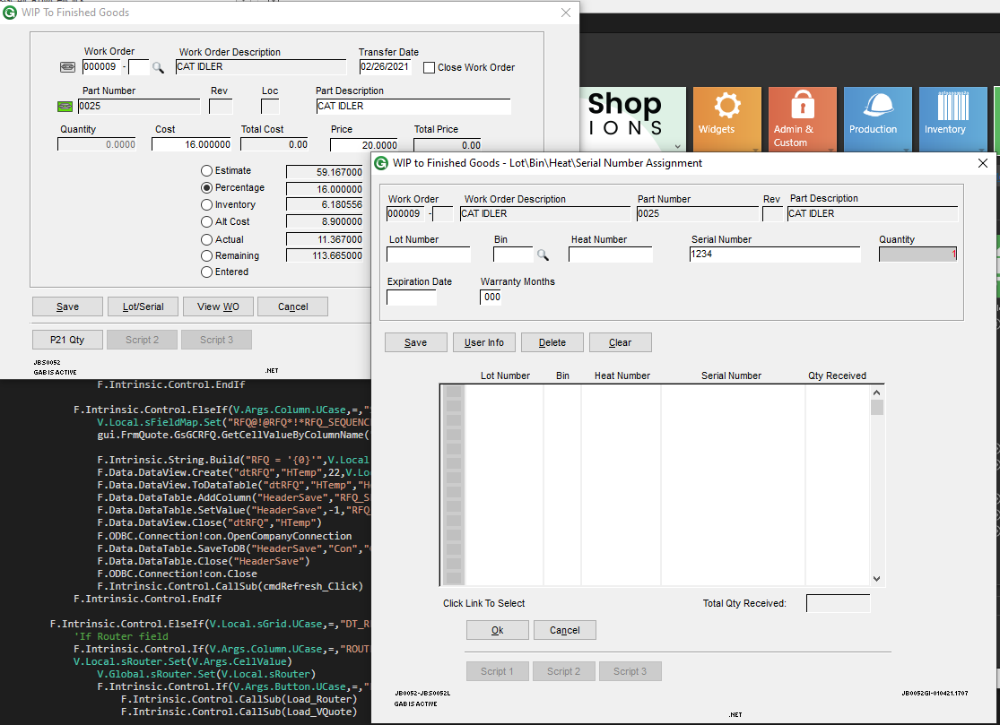 WIP To Finished Goods
Work Order
Work Order Description
Transfer Date
000009 -
CAT IDLER
02/26/2021
Close Work Order
Part Number
Rev
Loc
Part Description
0025
CAT IDLER
Quantity
Cost
Total Cost
Price
Total Price
0.0000
16.000000
0.00
20.0000
0.00
Estimate 59.167000
Percentage 16.000000
Inventory 6.180556
Alt Cost 8.900000
Actual 11.367000
Remaining 113.665000
Entered
Save
Lot/Serial
View WO
Cancel
P21 Qty
Script 2
Script 3
JBS0052
GAB IS ACTIVE
.NET
Shop
IONS
Widgets
Admin &
Custom
Production
Inventory
WIP to Finished Goods - Lot\Bin\Heat\Serial Number Assignment
Work Order
Work Order Description
Part Number
Rev
Part Description
000009 -
CAT IDLER
0025
CAT IDLER
Lot Number
Bin
Heat Number
Serial Number
Quantity
1234
1
Expiration Date
Warranty Months
000
Save
User Info
Delete
Clear
Lot Number
Bin
Heat Number
Serial Number
Qty Received
Click Link To Select
Total Qty Received:
Ok
Cancel
Script 1
Script 2
Script 3
JB0052-JBS0052L
GAB IS ACTIVE
JB0052GI-010421.1707
.NET
F.Intrinsic.Control.EndIf
F.Intrinsic.Control.ElseIf(V.Args.Column.UCase,=,"
V.Local.sFieldMap.Set("RFQ@!@RFQ*!*RFQ_SEQUENC
gui.FrmQuote.GsGCRFQ.GetCellValueByColumnName(
F.Intrinsic.String.Build("RFQ = '{0}'",V.Local
F.Data.DataView.Create("dtRFQ","HTemp",22,V.Lo
F.Data.DataView.ToDataTable("dtRFQ","HTemp","H
F.Data.DataTable.AddColumn("HeaderSave","RFQ_S
F.Data.DataTable.SetValue("HeaderSave",-1,"RFQ
F.Data.DataView.Close("dtRFQ","HTemp")
F.ODBC.Connection!con.OpenCompanyConnection
F.Data.DataTable.SaveToDB("HeaderSave","Con","
F.Data.DataTable.Close("HeaderSave")
F.ODBC.Connection!con.Close
F.Intrinsic.Control.CallSub(cmdRefresh_Click)
F.Intrinsic.Control.EndIf
F.Intrinsic.Control.ElseIf(V.Local.sGrid.UCase,=,"DT_R
'If Router field
F.Intrinsic.Control.If(V.Args.Column.UCase,=,"ROUT
V.Local.sRouter.Set(V.Args.CellValue)
V.Global.sRouter.Set(V.Local.sRouter)
F.Intrinsic.Control.If(V.Args.Button.UCase,=,"
F.Intrinsic.Control.CallSub(Load_Router)
F.Intrinsic.Control.CallSub(Load_VQuote)